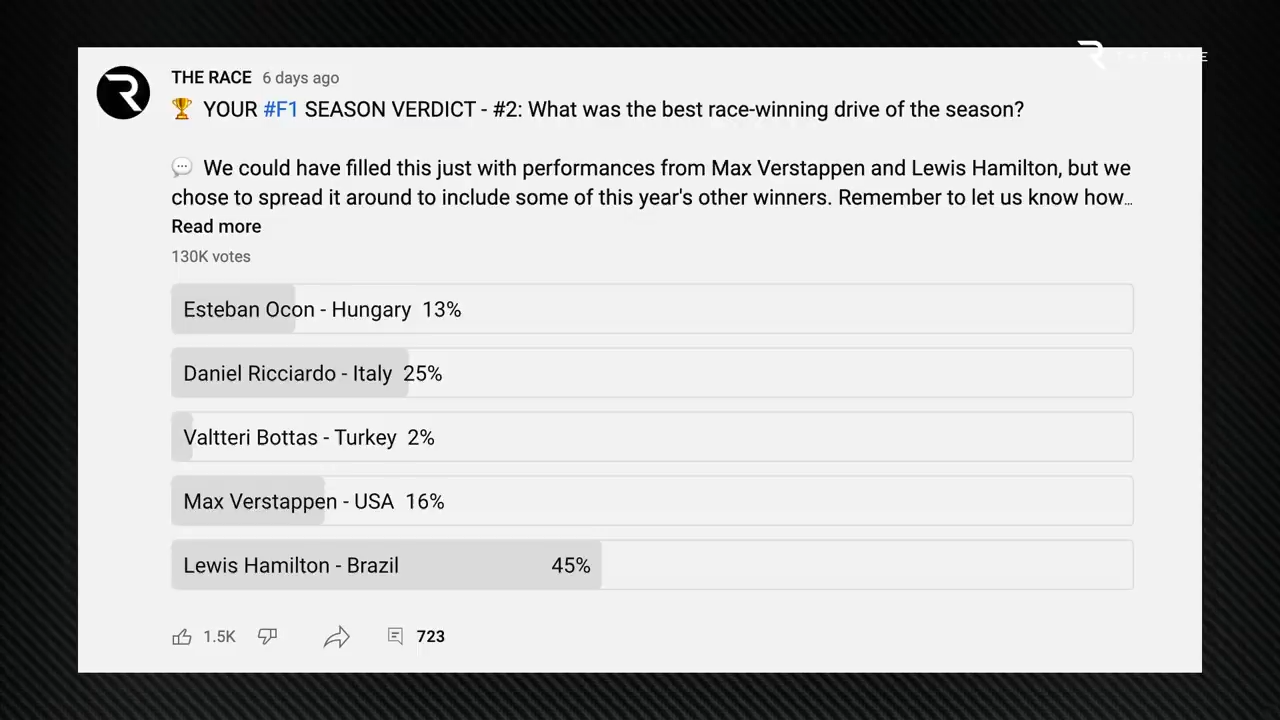 THE RACE 6 days ago
🏆 YOUR #F1 SEASON VERDICT - #2: What was the best race-winning drive of the season?
💬 We could have filled this just with performances from Max Verstappen and Lewis Hamilton, but we
chose to spread it around to include some of this year's other winners. Remember to let us know how…
Read more
130K votes
Esteban Ocon - Hungary 13%
Daniel Ricciardo - Italy 25%
Valtteri Bottas - Turkey 2%
Max Verstappen - USA 16%
Lewis Hamilton - Brazil 45%
1.5K 723